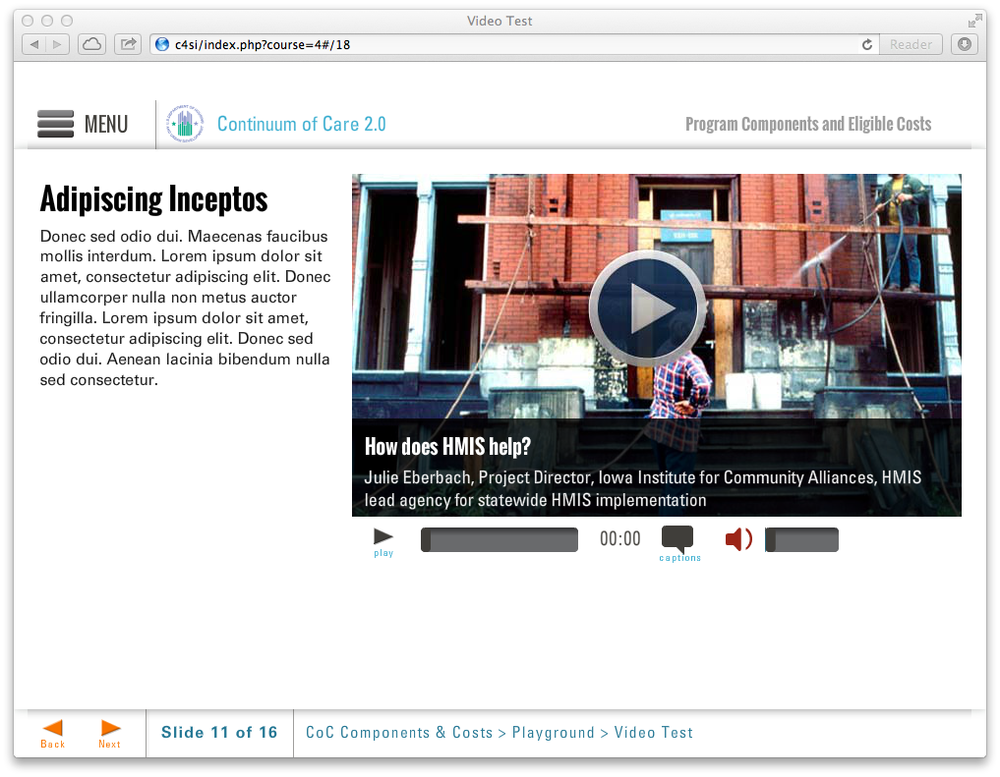 Video Test
c4si/index.php?course=4#/18
Reader
MENU
Continuum of Care 2.0
Program Components and Eligible Costs
Adipiscing Inceptos
Donec sed odio dui. Maecenas faucibus
mollis interdum. Lorem ipsum dolor sit
amet, consectetur adipiscing elit. Donec
ullamcorper nulla non metus auctor
fringilla. Lorem ipsum dolor sit amet,
consectetur adipiscing elit. Donec sed
odio dui. Aenean lacinia bibendum nulla
sed consectetur.
How does HMIS help?
Julie Eberbach, Project Director, Iowa Institute for Community Alliances, HMIS
lead agency for statewide HMIS implementation
play
00:00
captions
Back
Next
Slide 11 of 16
CoC Components & Costs > Playground > Video Test